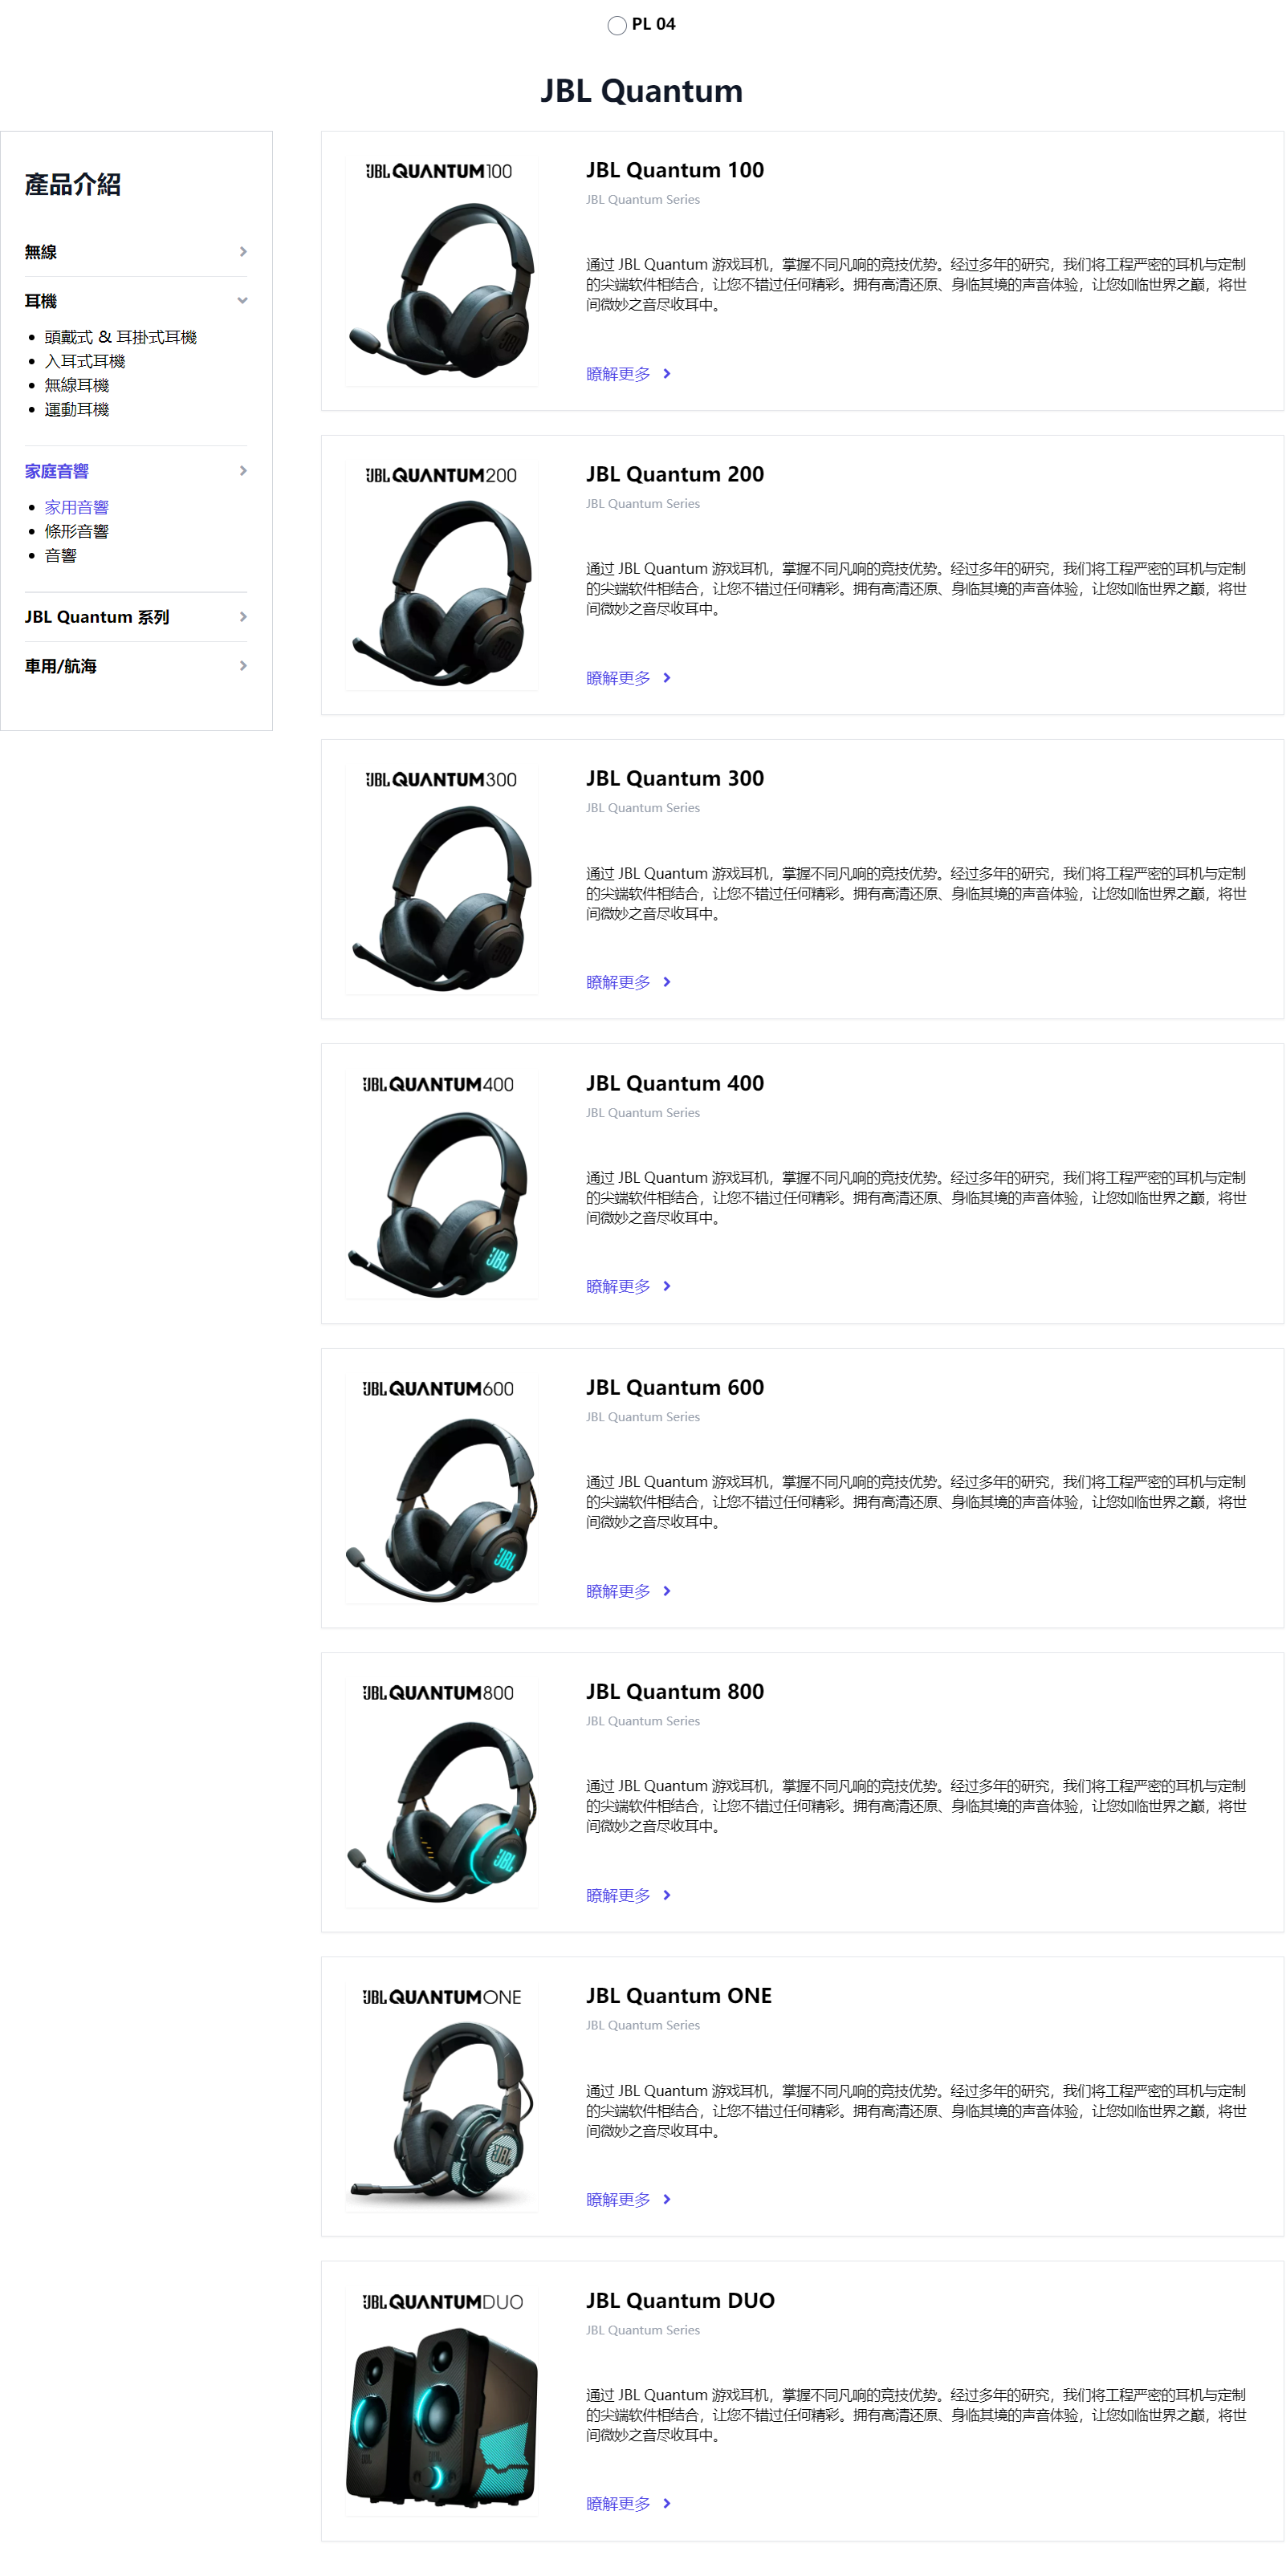 PL 04
JBL Quantum
產品介紹
無線
耳機
頭戴式 & 耳掛式耳機
入耳式耳機
無線耳機
運動耳機
家庭音響
家用音響
條形音響
音響
JBL Quantum 系列
車用/航海
JBL QUANTUM100
JBL Quantum 100
JBL Quantum Series
通过 JBL Quantum 游戏耳机，掌握不同凡响的竞技优势。经过多年的研究，我们将工程严密的耳机与定制
的尖端软件相结合，让您不错过任何精彩。拥有高清还原、身临其境的声音体验，让您如临世界之巅，将世
间微妙之音尽收耳中。
瞭解更多
JBL QUANTUM200
JBL Quantum 200
JBL Quantum Series
通过 JBL Quantum 游戏耳机，掌握不同凡响的竞技优势。经过多年的研究，我们将工程严密的耳机与定制
的尖端软件相结合，让您不错过任何精彩。拥有高清还原、身临其境的声音体验，让您如临世界之巅，将世
间微妙之音尽收耳中。
瞭解更多
JBL QUANTUM300
JBL Quantum 300
JBL Quantum Series
通过 JBL Quantum 游戏耳机，掌握不同凡响的竞技优势。经过多年的研究，我们将工程严密的耳机与定制
的尖端软件相结合，让您不错过任何精彩。拥有高清还原、身临其境的声音体验，让您如临世界之巅，将世
间微妙之音尽收耳中。
瞭解更多
JBL QUANTUM400
JBL
JBL Quantum 400
JBL Quantum Series
通过 JBL Quantum 游戏耳机，掌握不同凡响的竞技优势。经过多年的研究，我们将工程严密的耳机与定制
的尖端软件相结合，让您不错过任何精彩。拥有高清还原、身临其境的声音体验，让您如临世界之巅，将世
间微妙之音尽收耳中。
瞭解更多
JBL QUANTUM600
JBL
JBL Quantum 600
JBL Quantum Series
通过 JBL Quantum 游戏耳机，掌握不同凡响的竞技优势。经过多年的研究，我们将工程严密的耳机与定制
的尖端软件相结合，让您不错过任何精彩。拥有高清还原、身临其境的声音体验，让您如临世界之巅，将世
间微妙之音尽收耳中。
瞭解更多
JBL QUANTUM800
JBL
JBL Quantum 800
JBL Quantum Series
通过 JBL Quantum 游戏耳机，掌握不同凡响的竞技优势。经过多年的研究，我们将工程严密的耳机与定制
的尖端软件相结合，让您不错过任何精彩。拥有高清还原、身临其境的声音体验，让您如临世界之巅，将世
间微妙之音尽收耳中。
瞭解更多
JBL QUANTUM ONE
JBL
JBL Quantum ONE
JBL Quantum Series
通过 JBL Quantum 游戏耳机，掌握不同凡响的竞技优势。经过多年的研究，我们将工程严密的耳机与定制
的尖端软件相结合，让您不错过任何精彩。拥有高清还原、身临其境的声音体验，让您如临世界之巅，将世
间微妙之音尽收耳中。
瞭解更多
JBL QUANTUM DUO
JBL Quantum DUO
JBL Quantum Series
通过 JBL Quantum 游戏耳机，掌握不同凡响的竞技优势。经过多年的研究，我们将工程严密的耳机与定制
的尖端软件相结合，让您不错过任何精彩。拥有高清还原、身临其境的声音体验，让您如临世界之巅，将世
间微妙之音尽收耳中。
瞭解更多